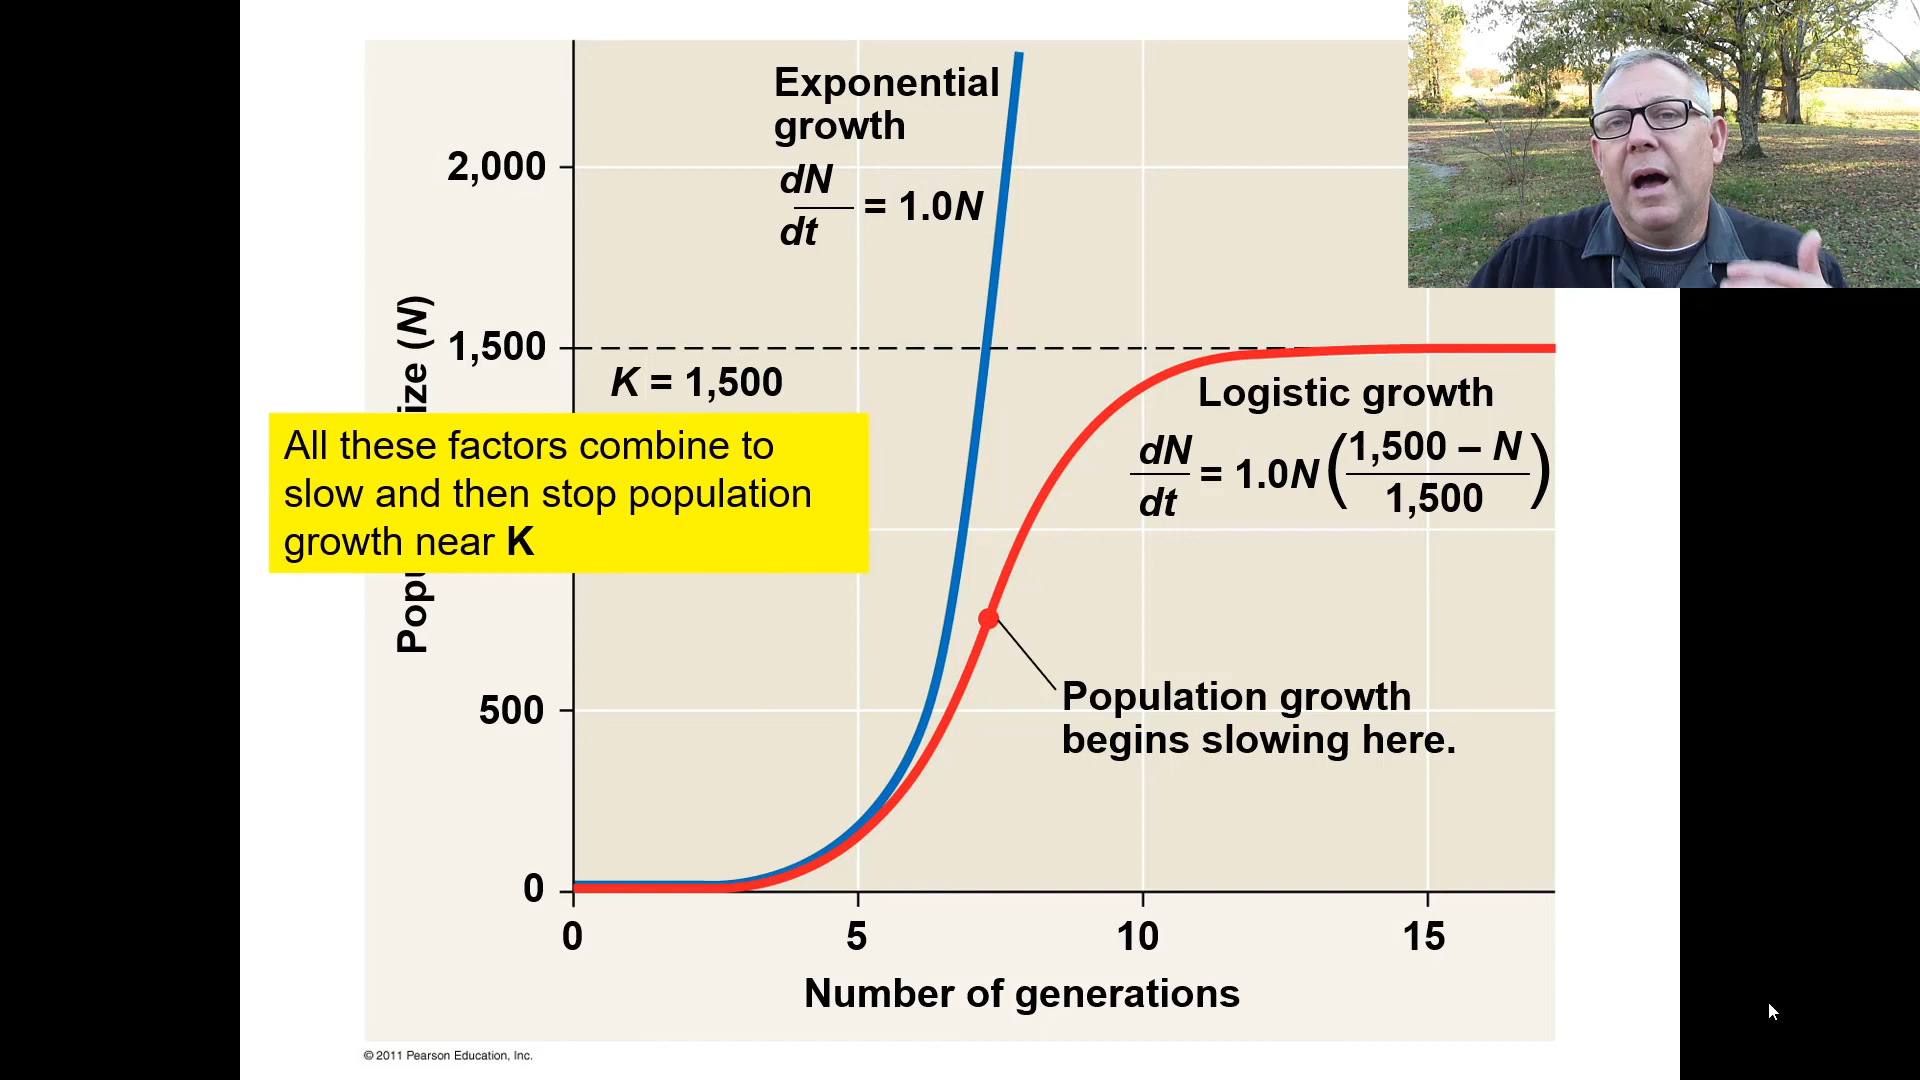 Exponential
growth
dN
dt
= 1.0N
2,000
1,500
K = 1,500
Logistic growth
dN
dt
= 1.0N(
1,500 – N
1,500
)
All these factors combine to
slow and then stop population
growth near K
500
Population growth
begins slowing here.
0
0
5
10
15
Number of generations
© 2011 Pearson Education, Inc.
(N)